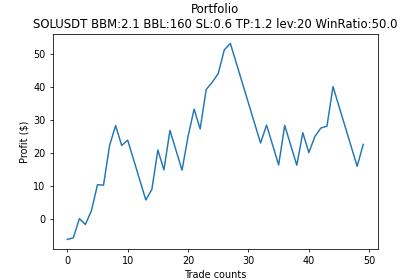 Portfolio
SOLUSDT BBM:2.1 BBL:160 SL:0.6 TP:1.2 lev:20 WinRatio:50.0
Profit ($)
50
40
30
20
10
0
0 10 20 30 40 50
Trade counts